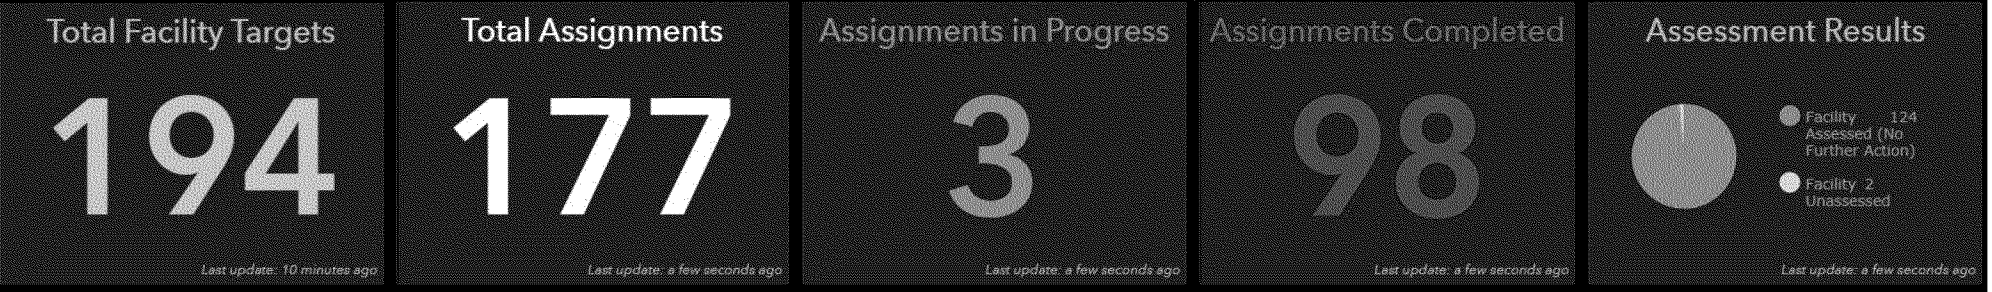 Total Facility Targets
194
Last update: 10 minutes ago
Total Assignments
177
Last update: a few seconds ago
Assignments in Progress
3
Last update: a few seconds ago
Assignments Completed
98
Last update: a few seconds ago
Assessment Results
Facility 124
Assessed (No
Further Action)
Facility 2
Unassessed
Last update: a few seconds ago